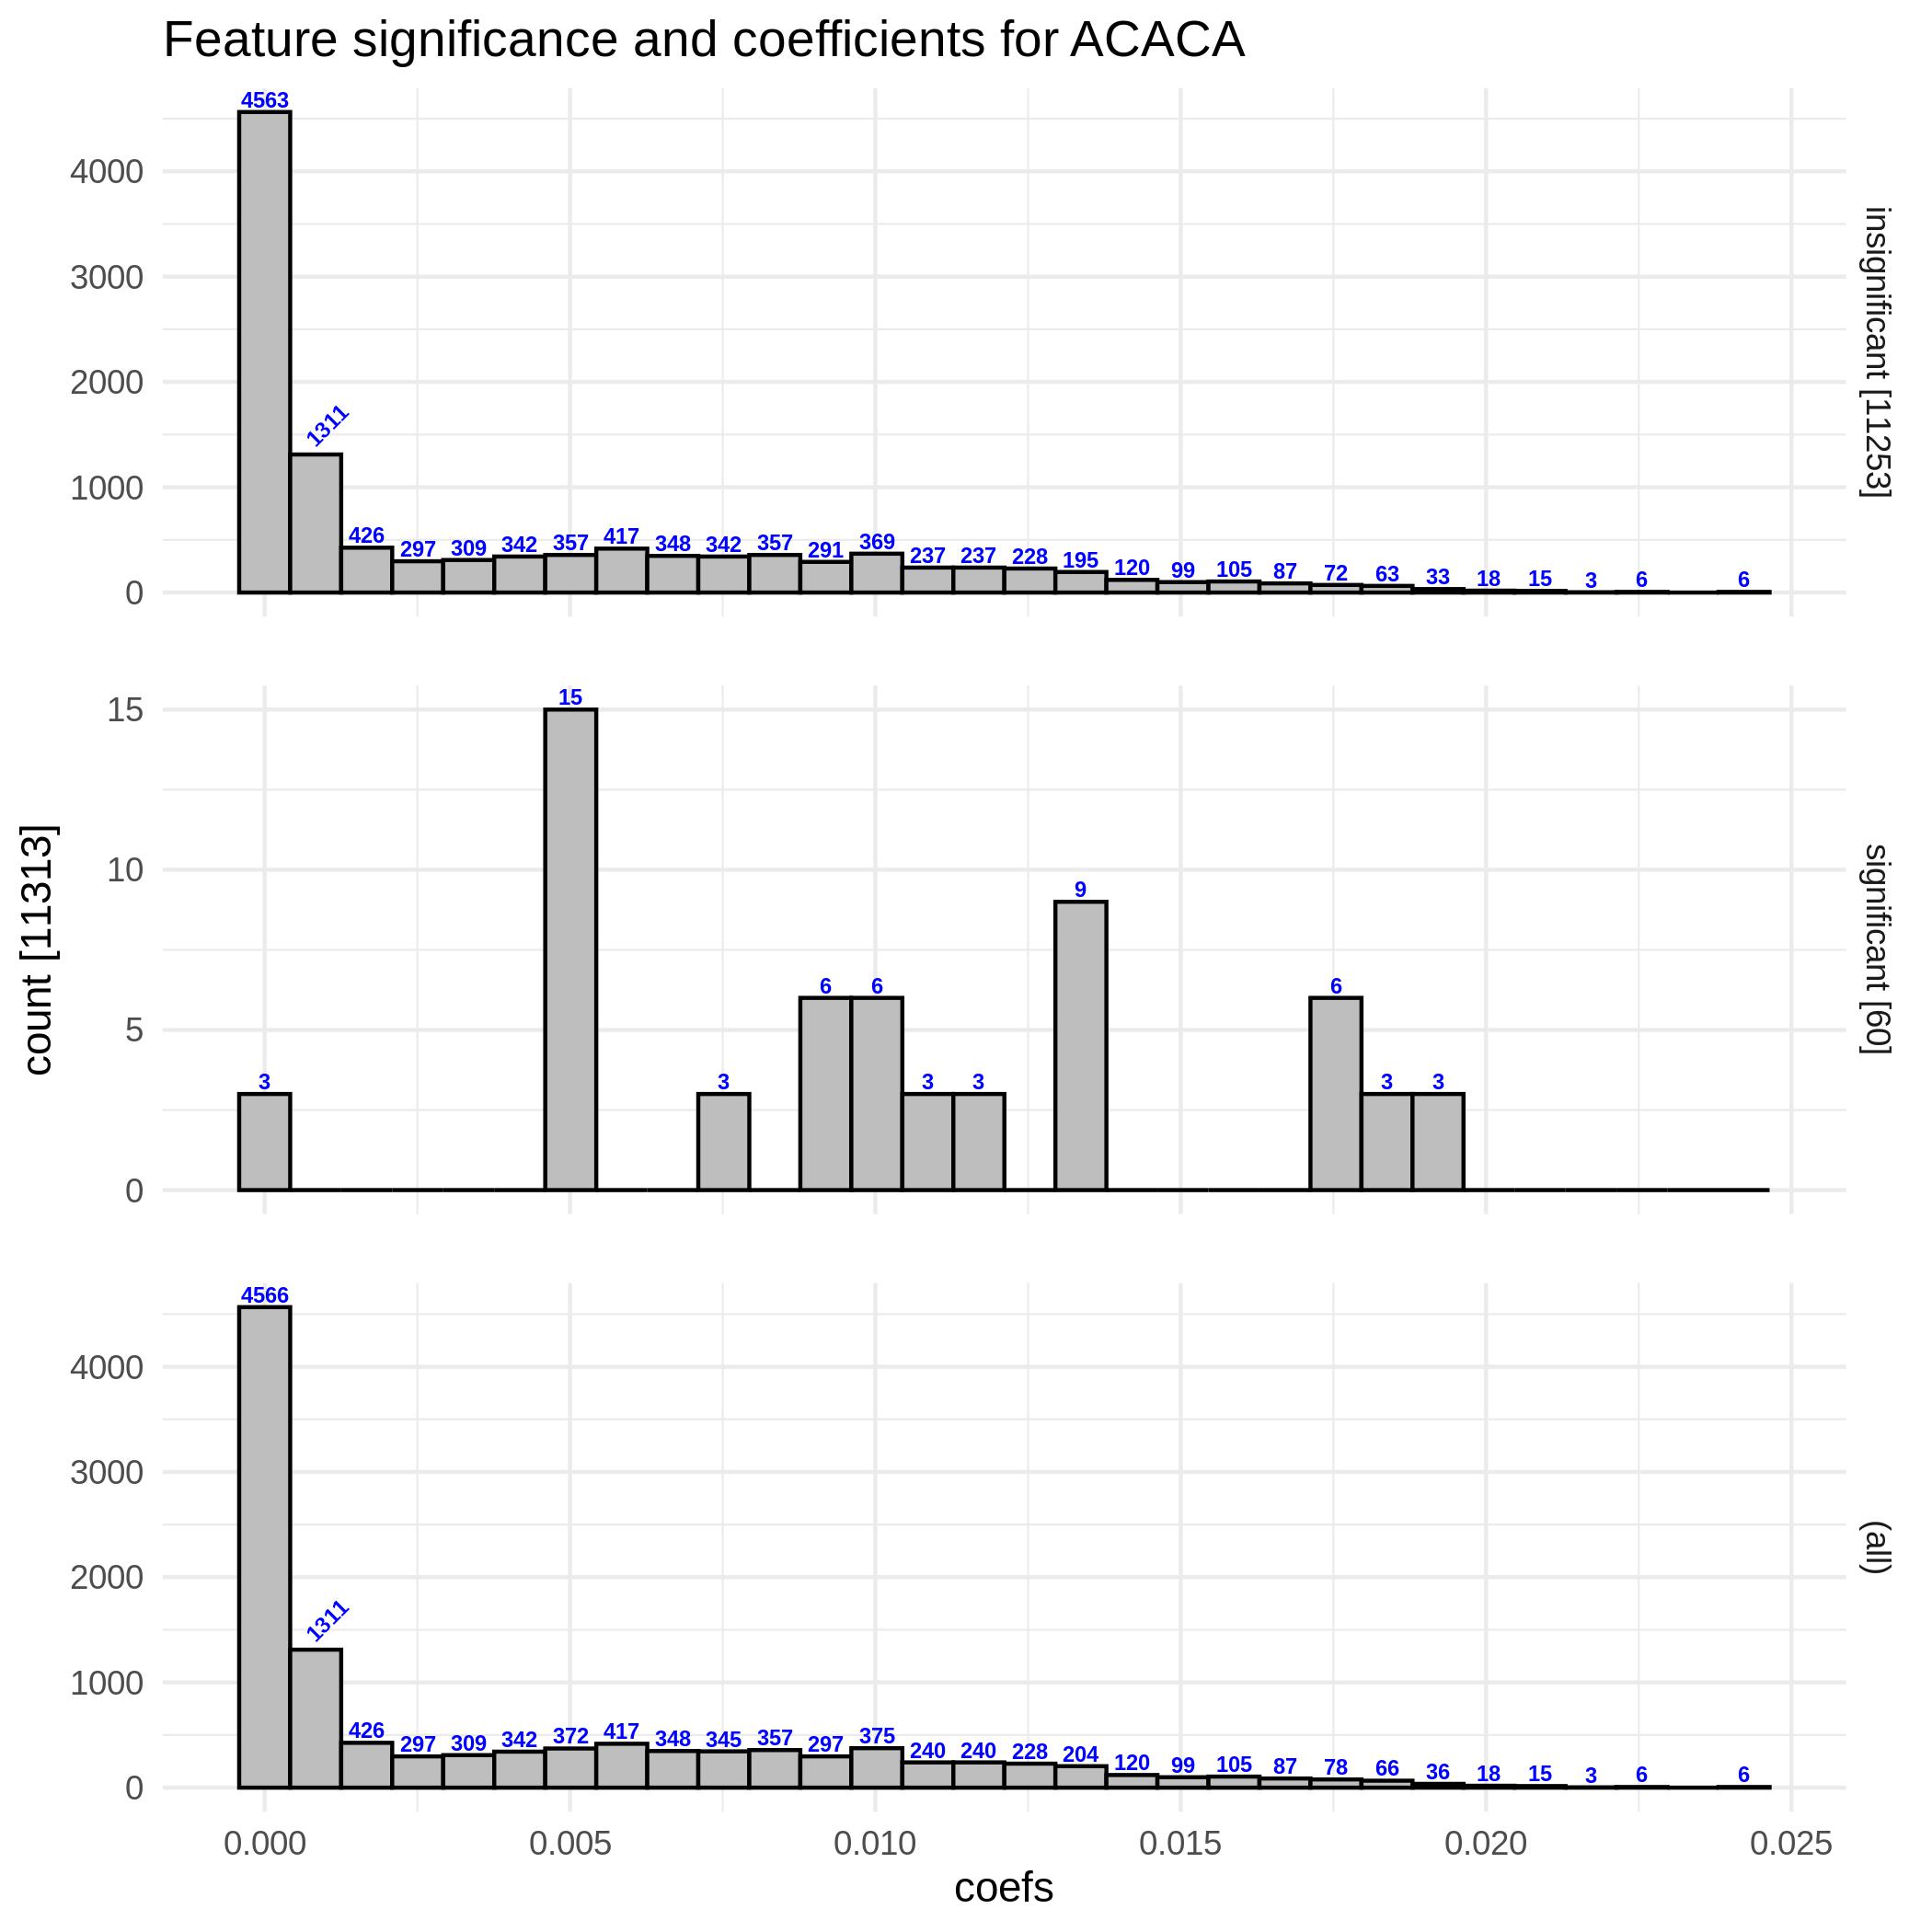 Feature significance and coefficients for ACACA
4563
4000
3000
2000
1311
1000
426 297 309 342 357 417 348 342 357 291 369 237 237 228 195 120 99 105 87 72 63 33 18 15 3 6 6
0
insignificant [11253]
count [11313]
15
15
10
9
6 6 6
5
3 3 3 3 3 3
0
significant [60]
4566
4000
3000
2000
1311
1000
426 297 309 342 372 417 348 345 357 297 375 240 240 228 204 120 99 105 87 78 66 36 18 15 3 6 6
0
(all)
0.000 0.005 0.010 0.015 0.020 0.025
coefs